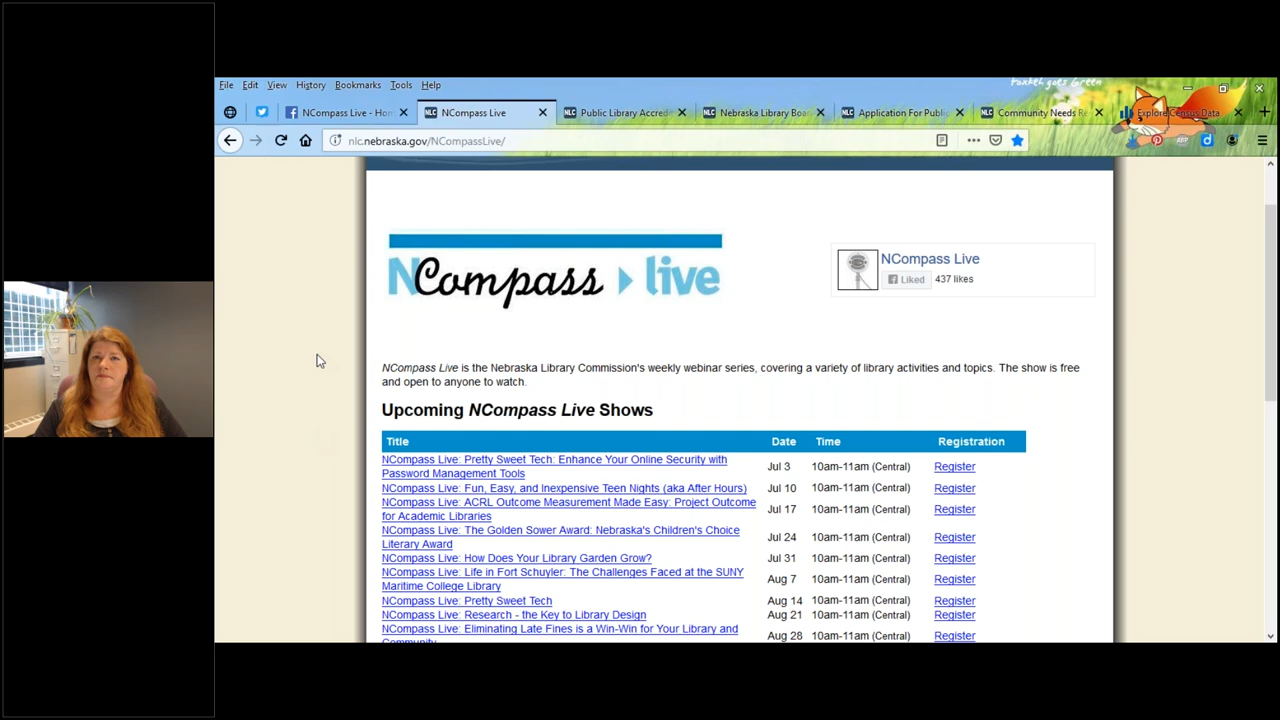 Foxkeh goes Green
File Edit View History Bookmarks Tools Help
NCompass Live - Hom
NCompass Live
Public Library Accredi
Nebraska Library Boar
Application For Public
Community Needs Re
Explore Census Data
nlc.nebraska.gov/NCompassLive/
NCompass live
NCompass Live
Liked 437 likes
NCompass Live is the Nebraska Library Commission's weekly webinar series, covering a variety of library activities and topics. The show is free
and open to anyone to watch.
Upcoming NCompass Live Shows
Title Date Time Registration
NCompass Live: Pretty Sweet Tech: Enhance Your Online Security with
Password Management Tools
Jul 3 10am-11am (Central) Register
NCompass Live: Fun, Easy, and Inexpensive Teen Nights (aka After Hours) Jul 10 10am-11am (Central) Register
NCompass Live: ACRL Outcome Measurement Made Easy: Project Outcome
for Academic Libraries
Jul 17 10am-11am (Central) Register
NCompass Live: The Golden Sower Award: Nebraska's Children's Choice
Literary Award
Jul 24 10am-11am (Central) Register
NCompass Live: How Does Your Library Garden Grow? Jul 31 10am-11am (Central) Register
NCompass Live: Life in Fort Schuyler: The Challenges Faced at the SUNY
Maritime College Library
Aug 7 10am-11am (Central) Register
NCompass Live: Pretty Sweet Tech Aug 14 10am-11am (Central) Register
NCompass Live: Research - the Key to Library Design Aug 21 10am-11am (Central) Register
NCompass Live: Eliminating Late Fines is a Win-Win for Your Library and
Community
Aug 28 10am-11am (Central) Register